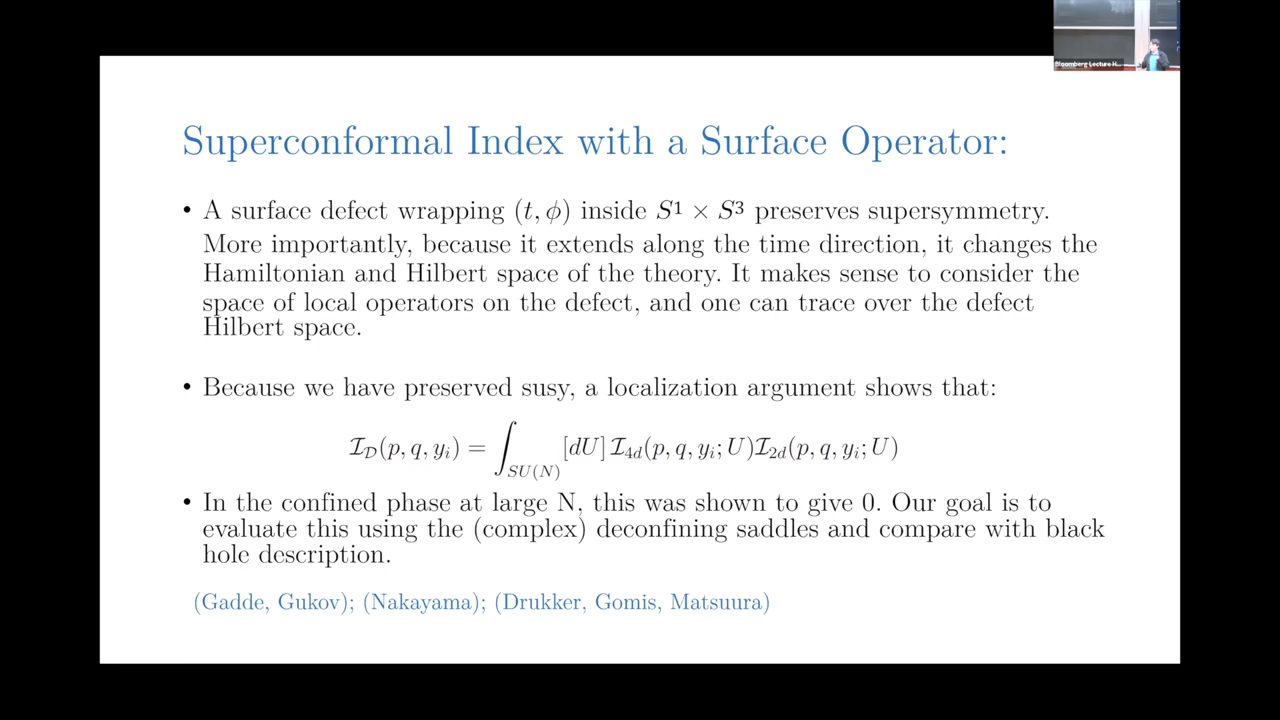 Bloomberg Lecture H...
Superconformal Index with a Surface Operator:
• A surface defect wrapping (t, ϕ) inside S¹ × S³ preserves supersymmetry.
More importantly, because it extends along the time direction, it changes the
Hamiltonian and Hilbert space of the theory. It makes sense to consider the
space of local operators on the defect, and one can trace over the defect
Hilbert space.
• Because we have preserved susy, a localization argument shows that:
𝓘_𝒟(p, q, y_i) = ∫_{SU(N)} [dU] 𝓘_{4d}(p, q, y_i; U) 𝓘_{2d}(p, q, y_i; U)
• In the confined phase at large N, this was shown to give 0. Our goal is to
evaluate this using the (complex) deconfining saddles and compare with black
hole description.
(Gadde, Gukov); (Nakayama); (Drukker, Gomis, Matsuura)